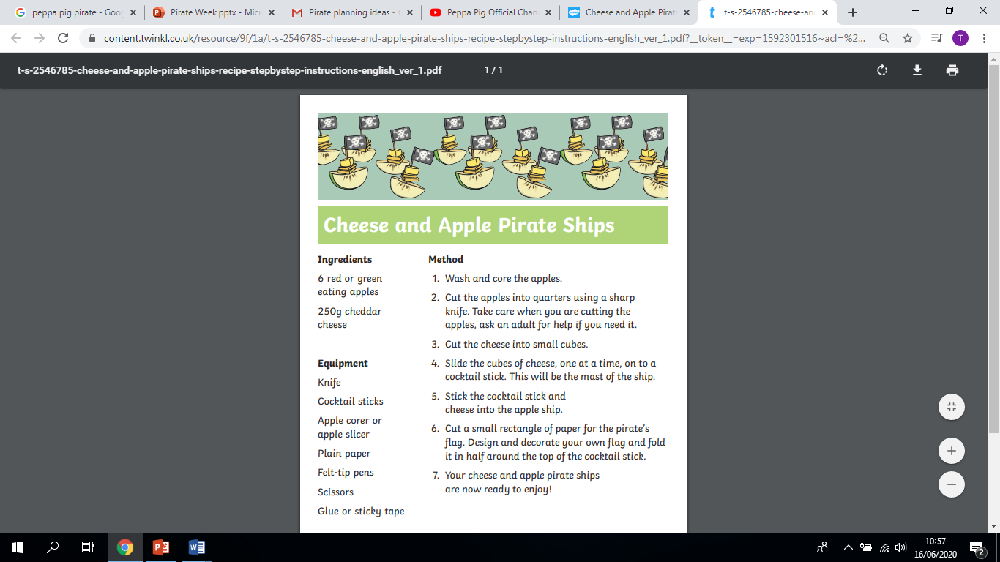 peppa pig pirate - Goog
Pirate Week.pptx - Micr
Pirate planning ideas - t
Peppa Pig Official Chan
Cheese and Apple Pirate
t-s-2546785-cheese-and
content.twinkl.co.uk/resource/9f/1a/t-s-2546785-cheese-and-apple-pirate-ships-recipe-stepbystep-instructions-english_ver_1.pdf?__token__=exp=1592301516~acl=%2...
T
t-s-2546785-cheese-and-apple-pirate-ships-recipe-stepbystep-instructions-english_ver_1.pdf
1 / 1
Cheese and Apple Pirate Ships
Ingredients
6 red or green
eating apples
250g cheddar
cheese
Equipment
Knife
Cocktail sticks
Apple corer or
apple slicer
Plain paper
Felt-tip pens
Scissors
Glue or sticky tape
Method
1. Wash and core the apples.
2. Cut the apples into quarters using a sharp
knife. Take care when you are cutting the
apples, ask an adult for help if you need it.
3. Cut the cheese into small cubes.
4. Slide the cubes of cheese, one at a time, on to a
cocktail stick. This will be the mast of the ship.
5. Stick the cocktail stick and
cheese into the apple ship.
6. Cut a small rectangle of paper for the pirate's
flag. Design and decorate your own flag and fold
it in half around the top of the cocktail stick.
7. Your cheese and apple pirate ships
are now ready to enjoy!
10:57
16/06/2020
2